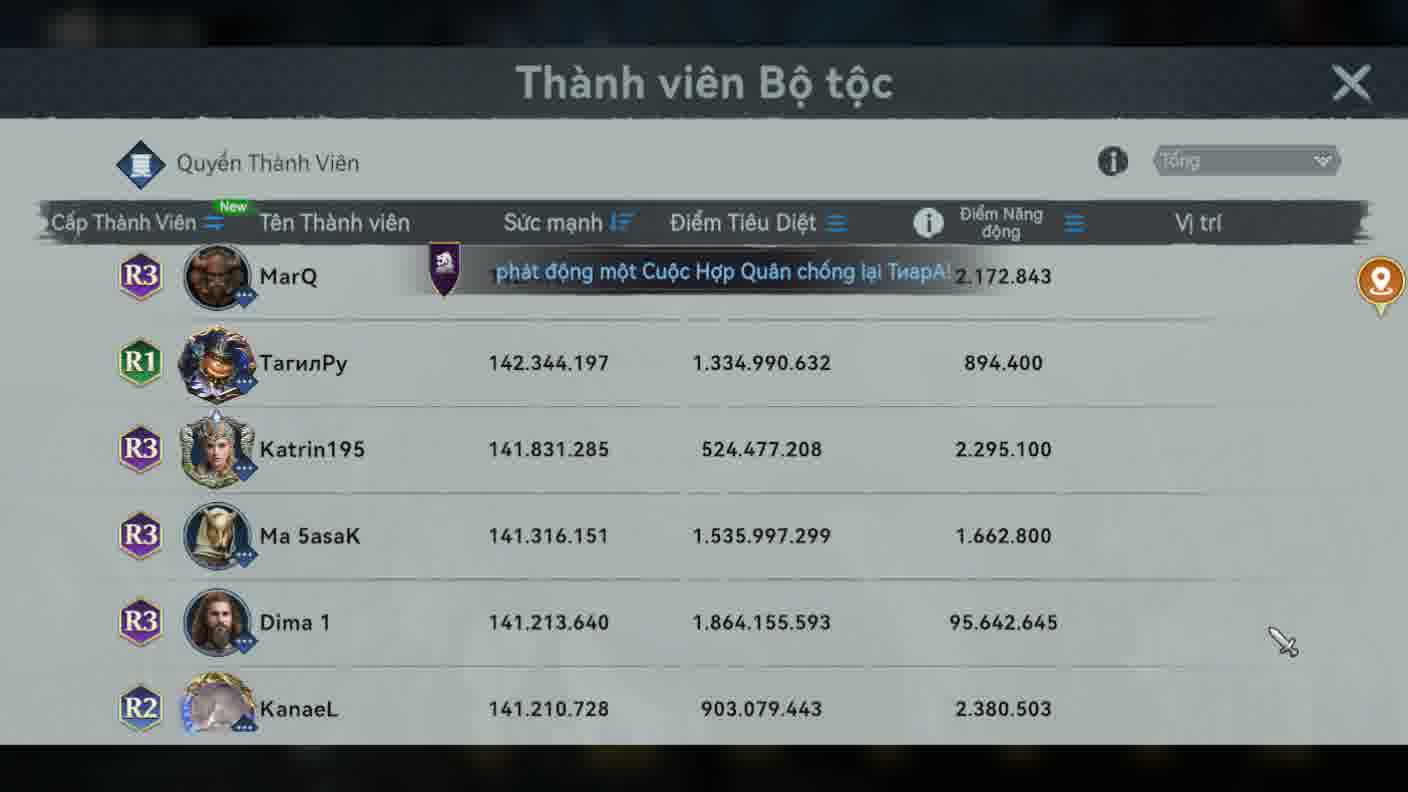 Thành viên Bộ tộc
Quyển Thành Viên
Tổng
Cấp Thành Viên New Tên Thành viên Sức mạnh Điểm Tiêu Diệt Điểm Năng động Vị trí
phát động một Cuộc Hợp Quân chống lại ТиарА!
R3 MarQ 2.172.843
R1 ТагилРу 142.344.197 1.334.990.632 894.400
R3 Katrin195 141.831.285 524.477.208 2.295.100
R3 Ma 5asaK 141.316.151 1.535.997.299 1.662.800
R3 Dima 1 141.213.640 1.864.155.593 95.642.645
R2 KanaeL 141.210.728 903.079.443 2.380.503